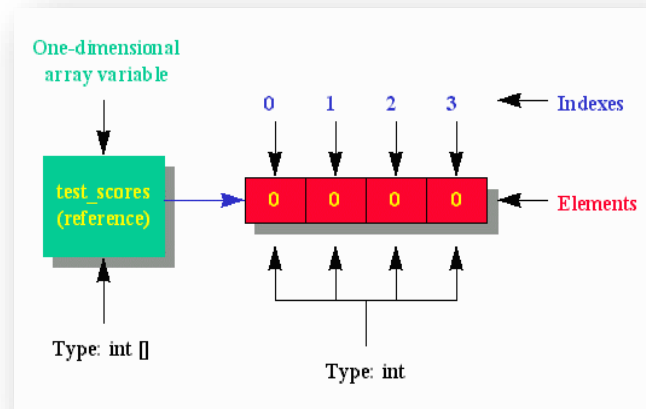 One-dimensional
array variable
0 1 2 3
Indexes
test_scores
(reference)
0 0 0 0
Elements
Type: int []
Type: int